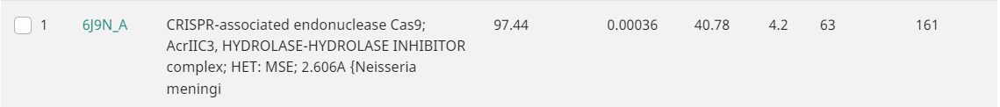 1 6J9N_A CRISPR-associated endonuclease Cas9; 97.44 0.00036 40.78 4.2 63 161
AcrIIC3, HYDROLASE-HYDROLASE INHIBITOR
complex; HET: MSE; 2.606A {Neisseria
meningi